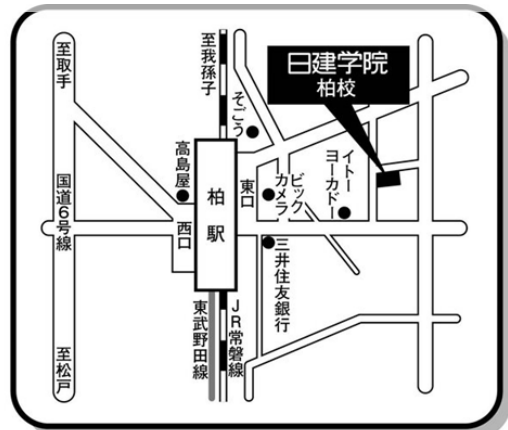 至取手
国道6号線
至松戸
至我孫子
そごう
高島屋
西口
柏駅
東口
ビック
カメラ
イトー
ヨーカドー
日建学院
柏校
三井住友銀行
東武野田線
JR常磐線